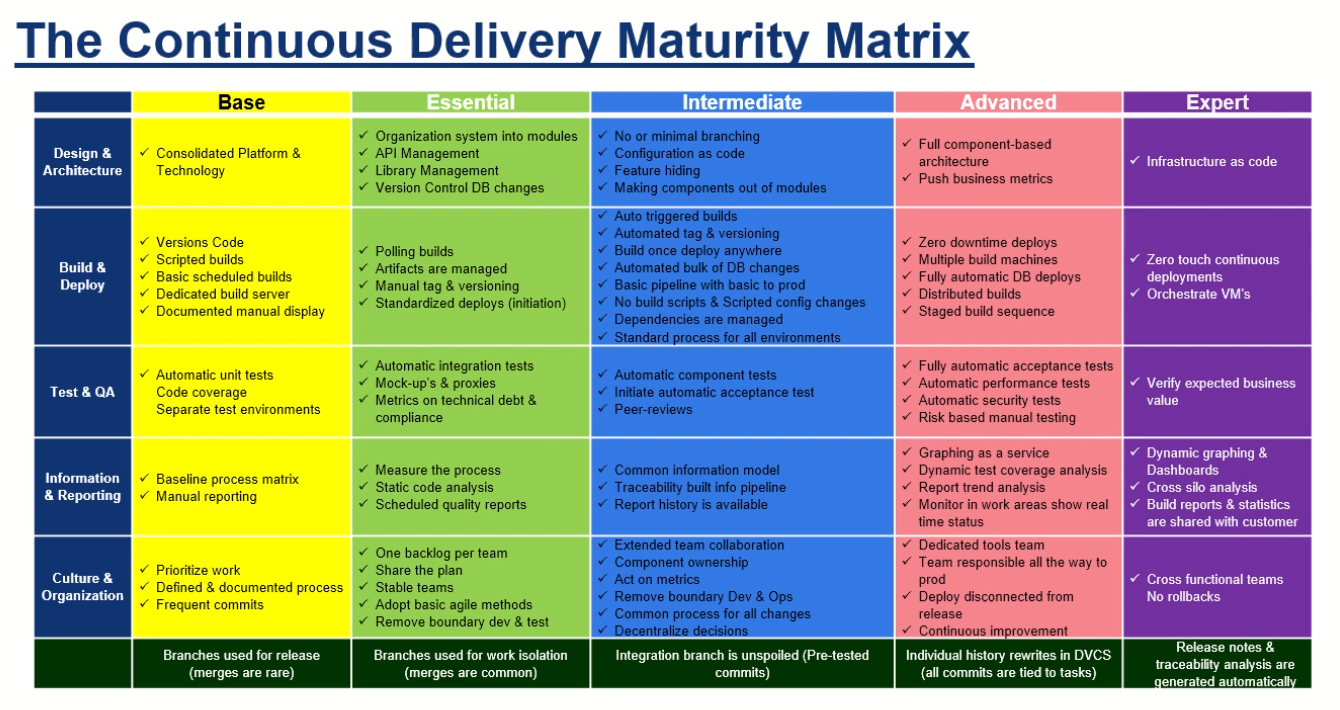 The Continuous Delivery Maturity Matrix
Base
Essential
Intermediate
Advanced
Expert
Design &
Architecture
Consolidated Platform &
Technology
Organization system into modules
API Management
Library Management
Version Control DB changes
No or minimal branching
Configuration as code
Feature hiding
Making components out of modules
Full component-based
architecture
Push business metrics
Infrastructure as code
Build &
Deploy
Versions Code
Scripted builds
Basic scheduled builds
Dedicated build server
Documented manual display
Polling builds
Artifacts are managed
Manual tag & versioning
Standardized deploys (initiation)
Auto triggered builds
Automated tag & versioning
Build once deploy anywhere
Automated bulk of DB changes
Basic pipeline with basic to prod
No build scripts & Scripted config changes
Dependencies are managed
Standard process for all environments
Zero downtime deploys
Multiple build machines
Fully automatic DB deploys
Distributed builds
Staged build sequence
Zero touch continuous
deployments
Orchestrate VM's
Test & QA
Automatic unit tests
Code coverage
Separate test environments
Automatic integration tests
Mock-up's & proxies
Metrics on technical debt &
compliance
Automatic component tests
Initiate automatic acceptance test
Peer-reviews
Fully automatic acceptance tests
Automatic performance tests
Automatic security tests
Risk based manual testing
Verify expected business
value
Information
& Reporting
Baseline process matrix
Manual reporting
Measure the process
Static code analysis
Scheduled quality reports
Common information model
Traceability built info pipeline
Report history is available
Graphing as a service
Dynamic test coverage analysis
Report trend analysis
Monitor in work areas show real
time status
Dynamic graphing &
Dashboards
Cross silo analysis
Build reports & statistics
are shared with customer
Culture &
Organization
Prioritize work
Defined & documented process
Frequent commits
One backlog per team
Share the plan
Stable teams
Adopt basic agile methods
Remove boundary dev & test
Extended team collaboration
Component ownership
Act on metrics
Remove boundary Dev & Ops
Common process for all changes
Decentralize decisions
Dedicated tools team
Team responsible all the way to
prod
Deploy disconnected from
release
Continuous improvement
Cross functional teams
No rollbacks
Branches used for release
(merges are rare)
Branches used for work isolation
(merges are common)
Integration branch is unspoiled (Pre-tested
commits)
Individual history rewrites in DVCS
(all commits are tied to tasks)
Release notes &
traceability analysis are
generated automatically